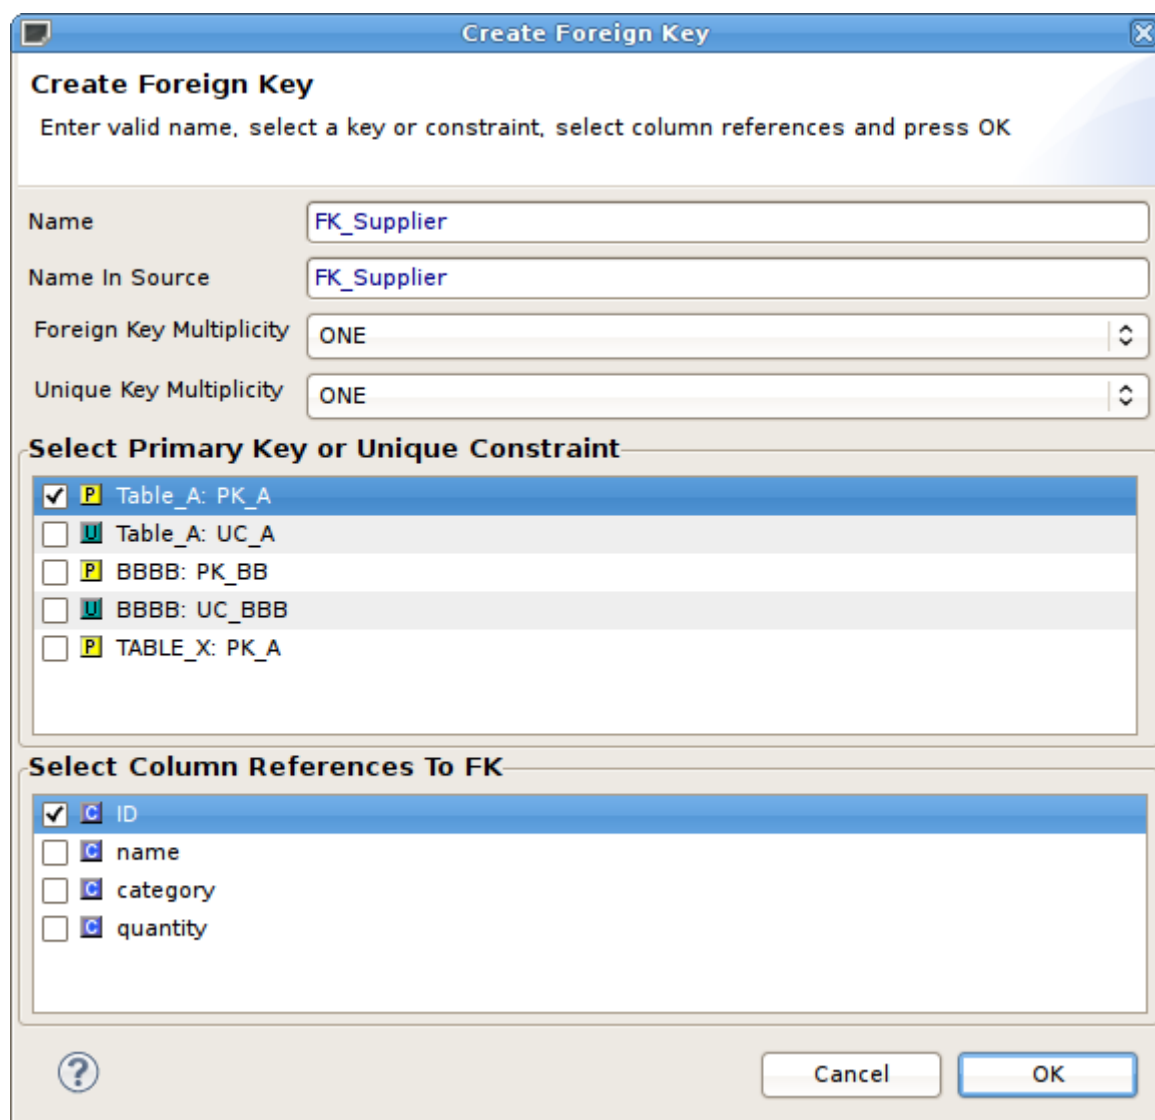 Create Foreign Key
Create Foreign Key
Enter valid name, select a key or constraint, select column references and press OK
Name FK_Supplier
Name In Source FK_Supplier
Foreign Key Multiplicity ONE
Unique Key Multiplicity ONE
Select Primary Key or Unique Constraint
P Table_A: PK_A
U Table_A: UC_A
P BBBB: PK_BB
U BBBB: UC_BBB
P TABLE_X: PK_A
Select Column References To FK
C ID
C name
C category
C quantity
? Cancel OK